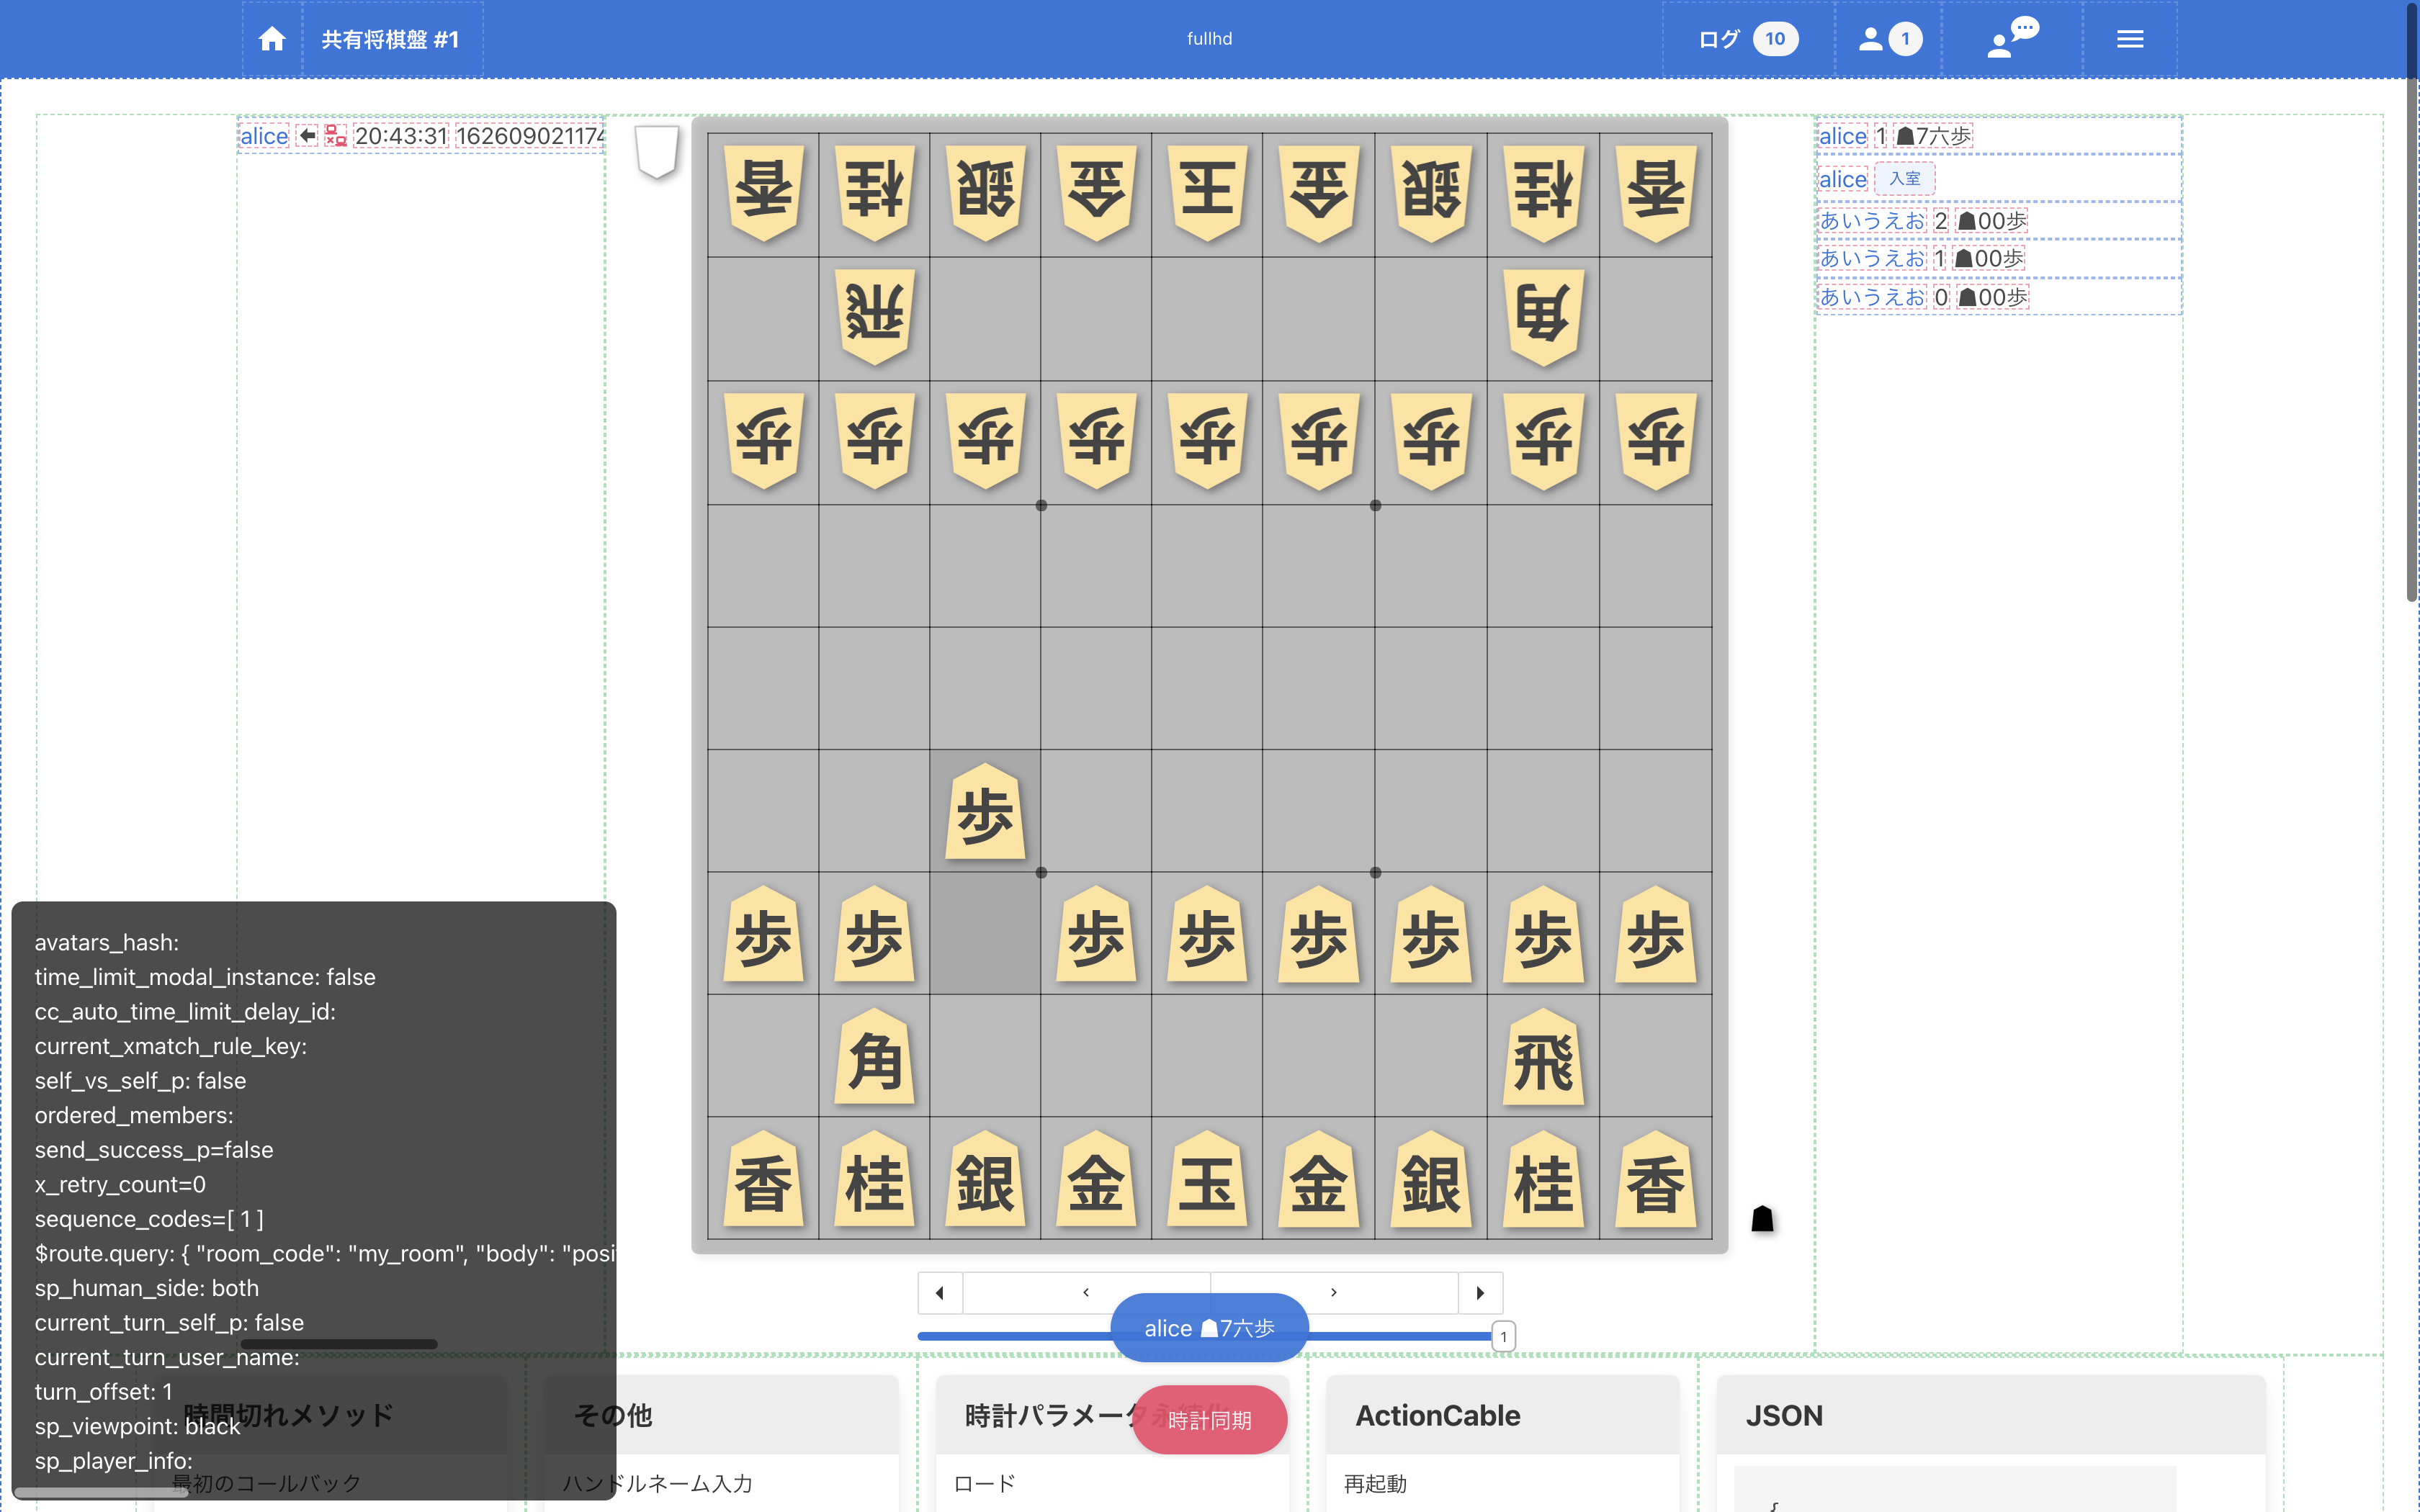 共有将棋盤 #1
fullhd
ログ 10
1
alice 20:43:31 162609021174
alice 1 ☗7六歩
alice 入室
あいうえお 2 ☗00歩
あいうえお 1 ☗00歩
あいうえお 0 ☗00歩
香 桂 銀 金 玉 金 銀 桂 香
飛 角
歩 歩 歩 歩 歩 歩 歩 歩 歩
歩
歩 歩 歩 歩 歩 歩 歩 歩
角 飛
香 桂 銀 金 玉 金 銀 桂 香
avatars_hash:
time_limit_modal_instance: false
cc_auto_time_limit_delay_id:
current_xmatch_rule_key:
self_vs_self_p: false
ordered_members:
send_success_p=false
x_retry_count=0
sequence_codes=[ 1 ]
$route.query: { "room_code": "my_room", "body": "posi
sp_human_side: both
current_turn_self_p: false
current_turn_user_name:
turn_offset: 1
sp_viewpoint: black
sp_player_info:
alice ☗7六歩
1
時計同期
時間切れメソッド
その他
時計パラメータ
ActionCable
JSON
最初のコールバック
ハンドルネーム入力
ロード
再起動
{